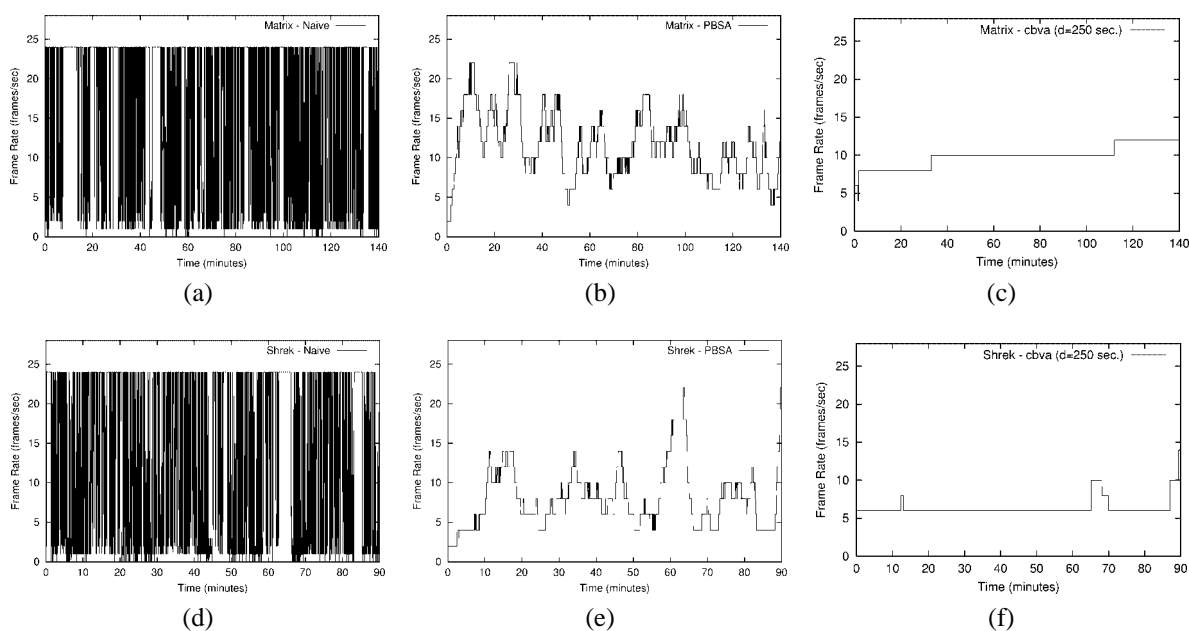 Matrix - Naive
Frame Rate (frames/sec)
25
20
15
10
5
0
0 20 40 60 80 100 120 140
Time (minutes)
(a)
Matrix - PBSA
Frame Rate (frames/sec)
25
20
15
10
5
0
0 20 40 60 80 100 120 140
Time (minutes)
(b)
Matrix - cbva (d=250 sec.)
Frame Rate (frames/sec)
25
20
15
10
5
0
0 20 40 60 80 100 120 140
Time (minutes)
(c)
Shrek - Naive
Frame Rate (frames/sec)
25
20
15
10
5
0
0 10 20 30 40 50 60 70 80 90
Time (minutes)
(d)
Shrek - PBSA
Frame Rate (frames/sec)
25
20
15
10
5
0
0 10 20 30 40 50 60 70 80 90
Time (minutes)
(e)
Shrek - cbva (d=250 sec.)
Frame Rate (frames/sec)
25
20
15
10
5
0
0 10 20 30 40 50 60 70 80 90
Time (minutes)
(f)